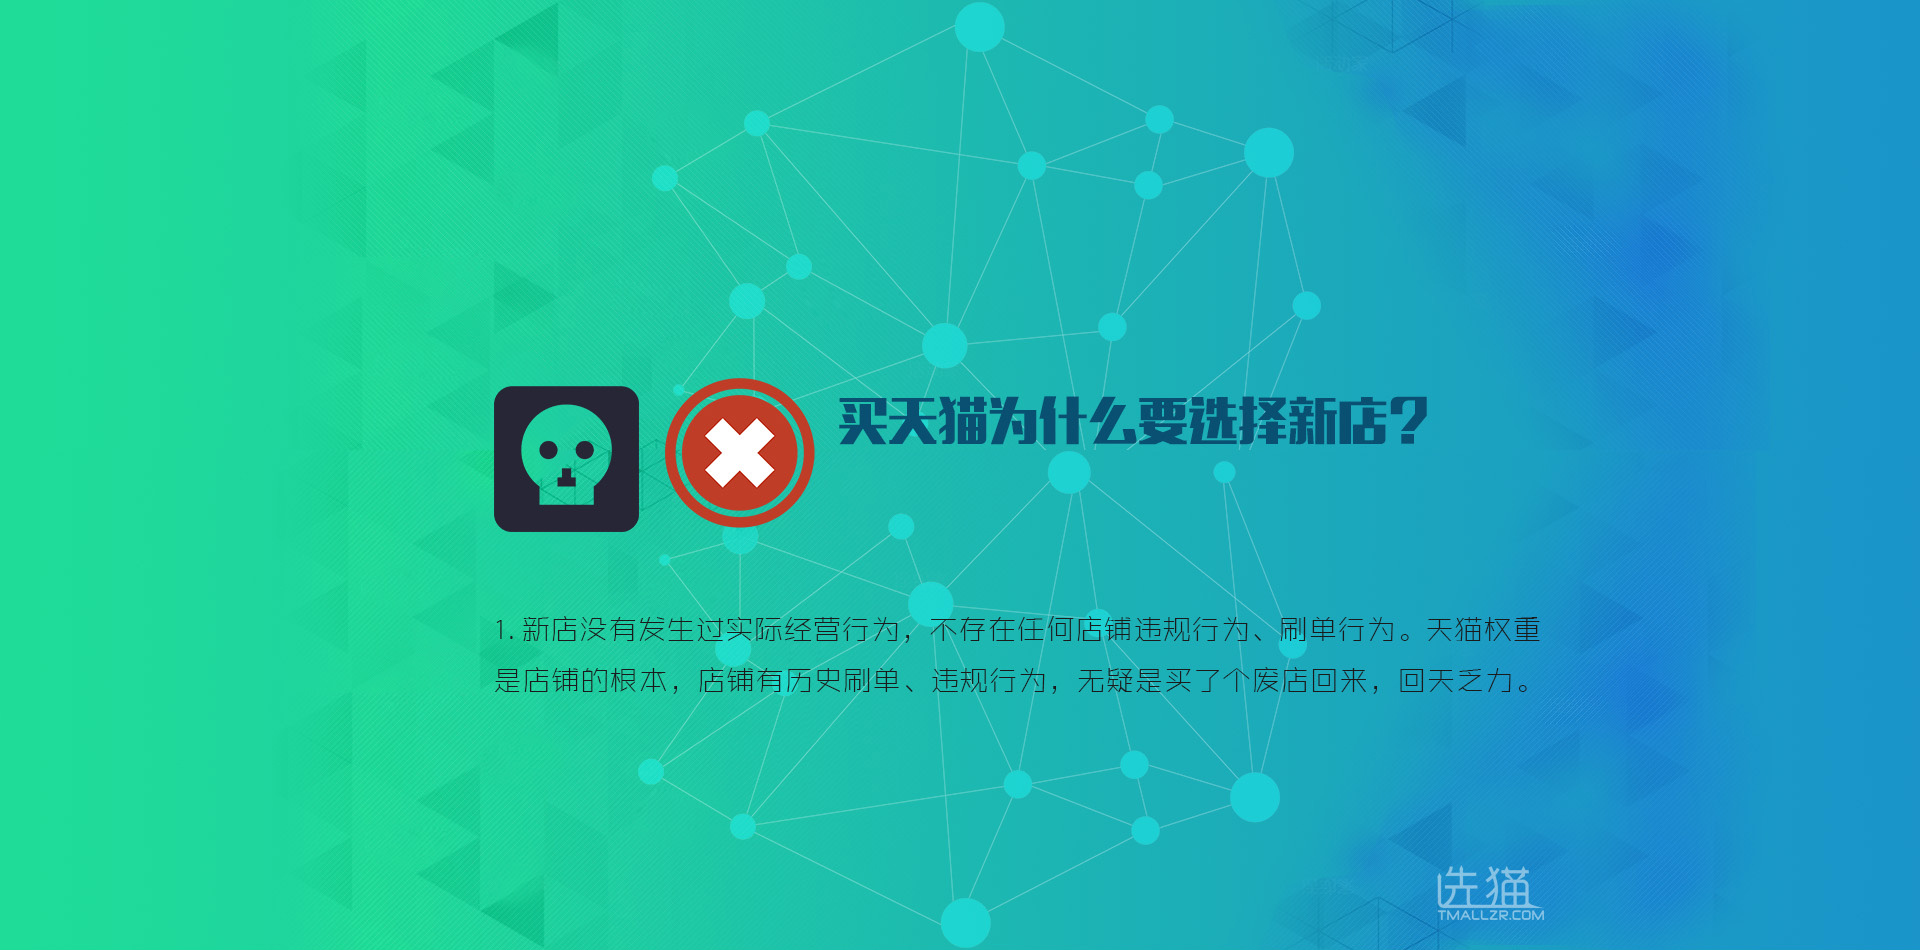 买天猫为什么要选择新店?
1. 新店没有发生过实际经营行为，不存在任何店铺违规行为、刷单行为。天猫权重
是店铺的根本，店铺有历史刷单、违规行为，无疑是买了个废店回来，回天乏力。
选猫
TMALLZR.COM